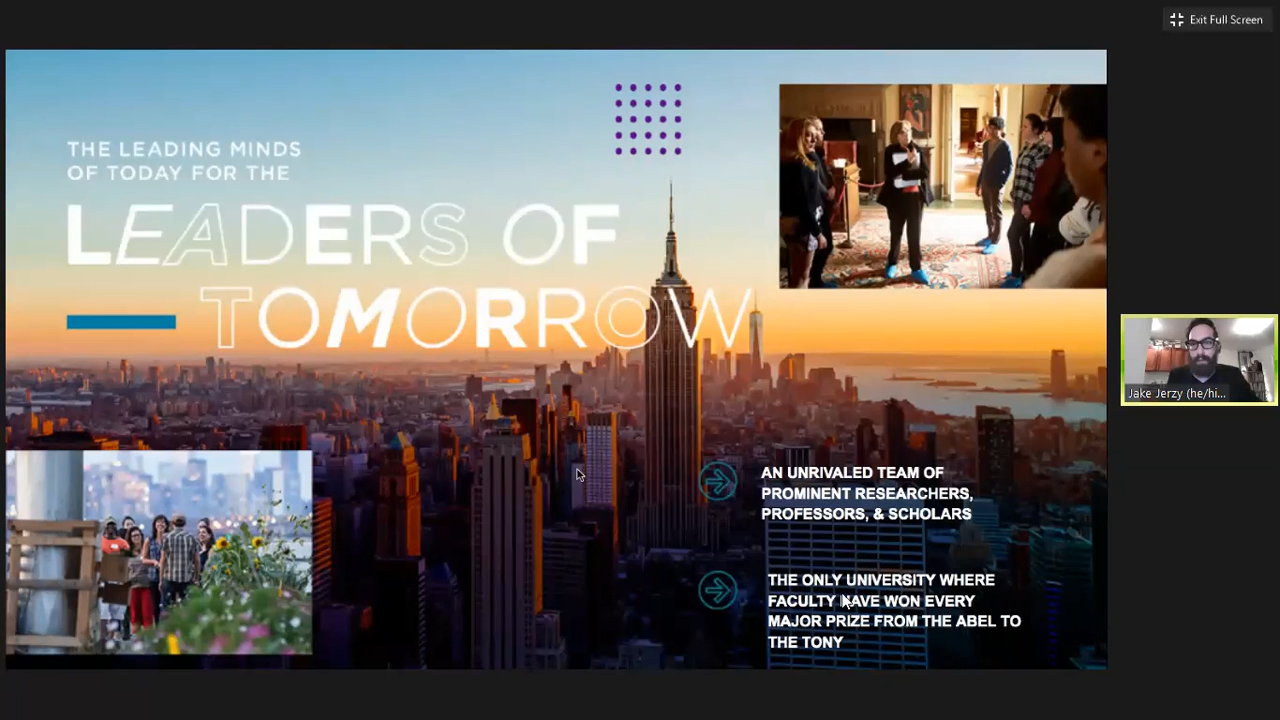 Exit Full Screen
THE LEADING MINDS
OF TODAY FOR THE
LEADERS OF
TOMORROW
AN UNRIVALED TEAM OF
PROMINENT RESEARCHERS,
PROFESSORS, & SCHOLARS
THE ONLY UNIVERSITY WHERE
FACULTY HAVE WON EVERY
MAJOR PRIZE FROM THE ABEL TO
THE TONY
Jake Jerzy (he/hi...